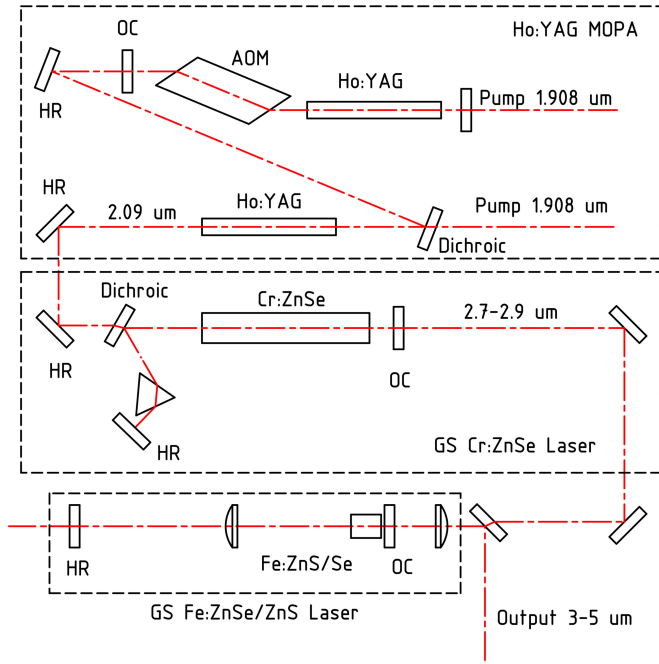 OC
Ho:YAG MOPA
AOM
Ho:YAG
HR
Pump 1.908 um
HR
Ho:YAG
2.09 um
Pump 1.908 um
Dichroic
Dichroic
Cr:ZnSe
2.7-2.9 um
HR
OC
HR
GS Cr:ZnSe Laser
HR
Fe:ZnS/Se
OC
GS Fe:ZnSe/ZnS Laser
Output 3-5 um